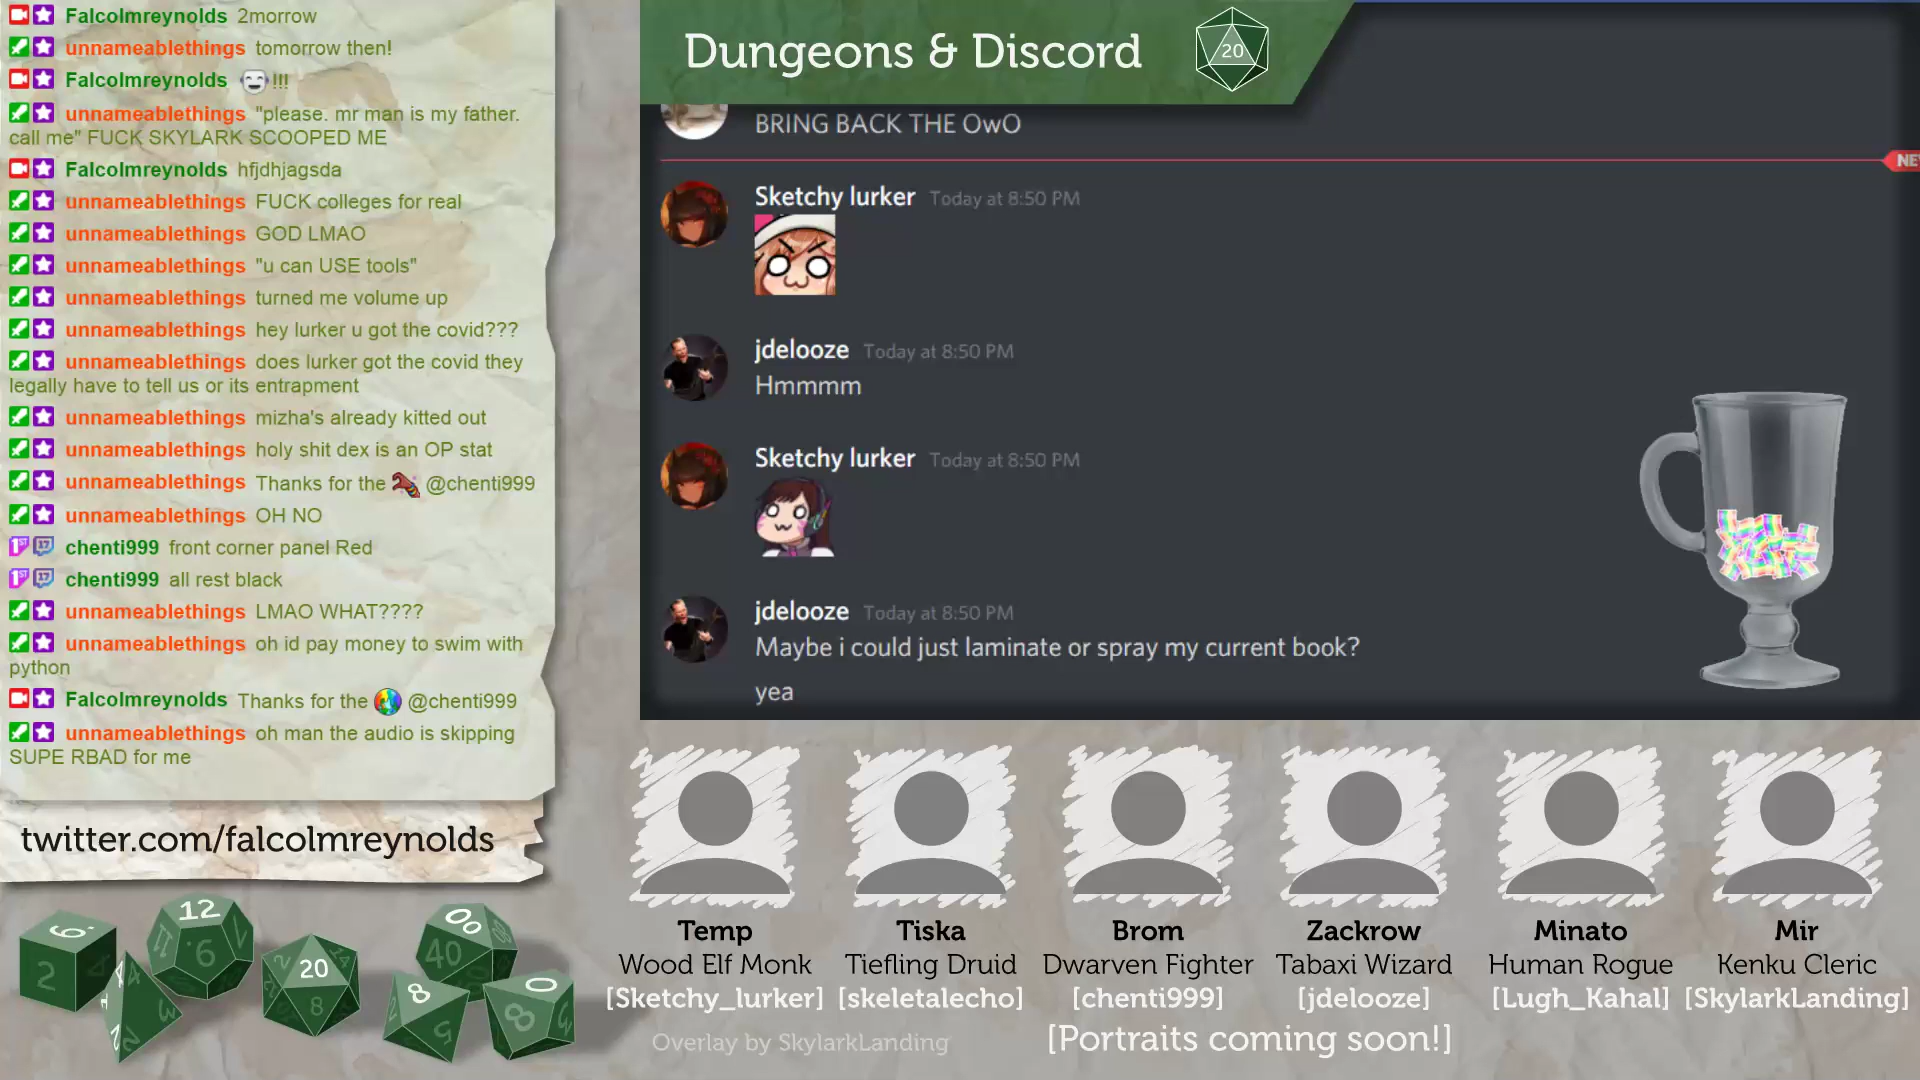 Falcolmreynolds 2morrow
unnameablethings tomorrow then!
Falcolmreynolds !!!
unnameablethings "please. mr man is my father.
call me" FUCK SKYLARK SCOOPED ME
Falcolmreynolds hfjdhjagsda
unnameablethings FUCK colleges for real
unnameablethings GOD LMAO
unnameablethings "u can USE tools"
unnameablethings turned me volume up
unnameablethings hey lurker u got the covid???
unnameablethings does lurker got the covid they
legally have to tell us or its entrapment
unnameablethings mizha's already kitted out
unnameablethings holy shit dex is an OP stat
unnameablethings Thanks for the @chenti999
unnameablethings OH NO
chenti999 front corner panel Red
chenti999 all rest black
unnameablethings LMAO WHAT????
unnameablethings oh id pay money to swim with
python
Falcolmreynolds Thanks for the @chenti999
unnameablethings oh man the audio is skipping
SUPE RBAD for me
twitter.com/falcolmreynolds
Dungeons & Discord
20
BRING BACK THE OwO
NE
Sketchy lurker Today at 8:50 PM
jdelooze Today at 8:50 PM
Hmmmm
Sketchy lurker Today at 8:50 PM
jdelooze Today at 8:50 PM
Maybe i could just laminate or spray my current book?
yea
Temp
Wood Elf Monk
[Sketchy_lurker]
Tiska
Tiefling Druid
[skeletalecho]
Brom
Dwarven Fighter
[chenti999]
Zackrow
Tabaxi Wizard
[jdelooze]
Minato
Human Rogue
[Lugh_Kahal]
Mir
Kenku Cleric
[SkylarkLanding]
Overlay by SkylarkLanding
[Portraits coming soon!]
12
20
00
40
8
0